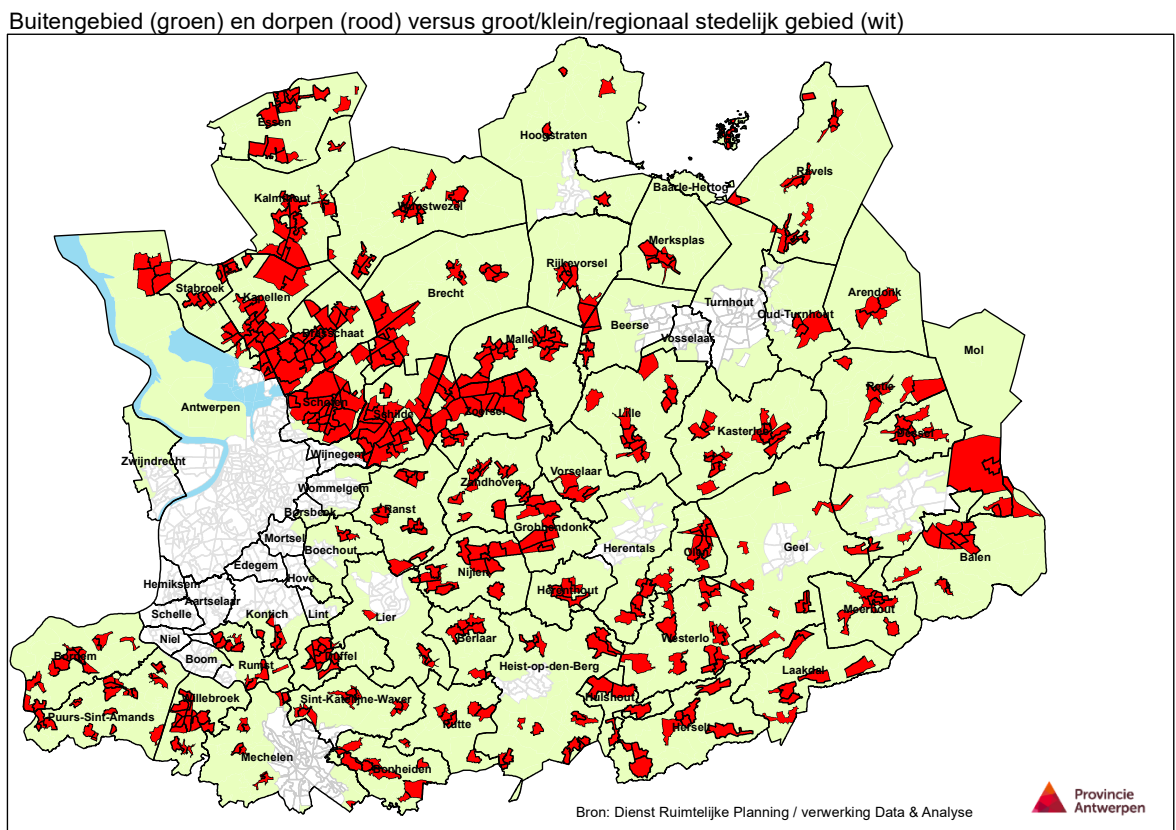 Buitengebied (groen) en dorpen (rood) versus groot/klein/regionaal stedelijk gebied (wit)
Essen
Hoogstraten
Ravels
Baarle-Hertog
Kalmthout
Wuustwezel
Merksplas
Rijkevorsel
Stabroek
Kapellen
Brecht
Arendonk
Turnhout
Oud-Turnhout
Beerse
Vosselaar
Brasschaat
Malle
Mol
Antwerpen
Schoten
Schilde
Zoersel
Lille
Retie
Kasterlee
Dessel
Zwijndrecht
Wijnegem
Vorselaar
Zandhoven
Wommelgem
Borsbeek
Ranst
Grobbendonk
Mortsel
Boechout
Herentals
Olen
Geel
Balen
Edegem
Nijlen
Hemiksem
Hove
Herenthout
Aartselaar
Schelle
Kontich
Lint
Lier
Meerhout
Niel
Berlaar
Westerlo
Bornem
Boom
Rumst
Duffel
Heist-op-den-Berg
Laakdal
Willebroek
Sint-Katelijne-Waver
Hulshout
Puurs-Sint-Amands
Putte
Herselt
Mechelen
Bonheiden
Bron: Dienst Ruimtelijke Planning / verwerking Data & Analyse
Provincie
Antwerpen